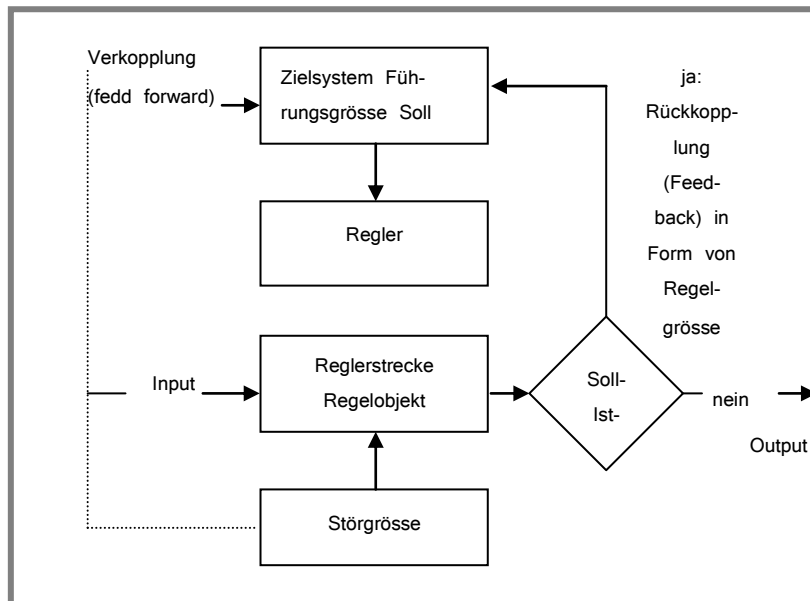 Verkopplung
(fedd forward)
Zielsystem Füh-
rungsgrösse Soll
ja:
Rückkopp-
lung
(Feed-
back) in
Form von
Regel-
grösse
Regler
Input
Reglerstrecke
Regelobjekt
Soll-
Ist-
nein
Output
Störgrösse